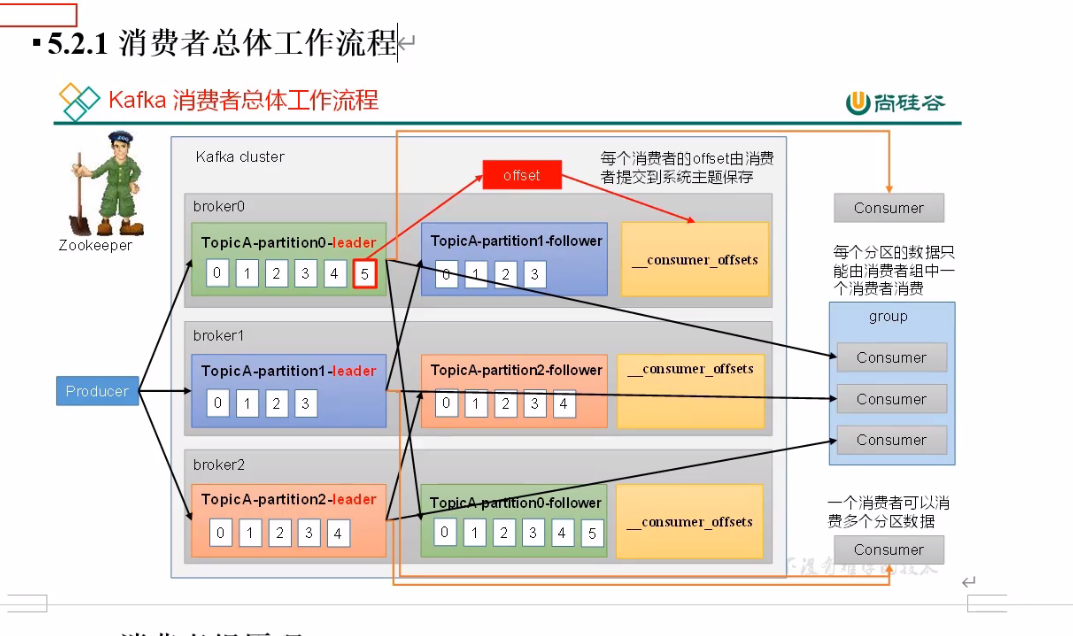 5.2.1 消费者总体工作流程
Kafka 消费者总体工作流程
尚硅谷
Zookeeper
Kafka cluster
offset
每个消费者的offset由消费
者提交到系统主题保存
broker0
TopicA-partition0-leader
0 1 2 3 4 5
TopicA-partition1-follower
0 1 2 3
__consumer_offsets
broker1
TopicA-partition1-leader
0 1 2 3
TopicA-partition2-follower
0 1 2 3 4
__consumer_offsets
broker2
TopicA-partition2-leader
0 1 2 3 4
TopicA-partition0-follower
0 1 2 3 4 5
__consumer_offsets
Producer
Consumer
每个分区的数据只
能由消费者组中一
个消费者消费
group
Consumer
Consumer
Consumer
一个消费者可以消
费多个分区数据
Consumer